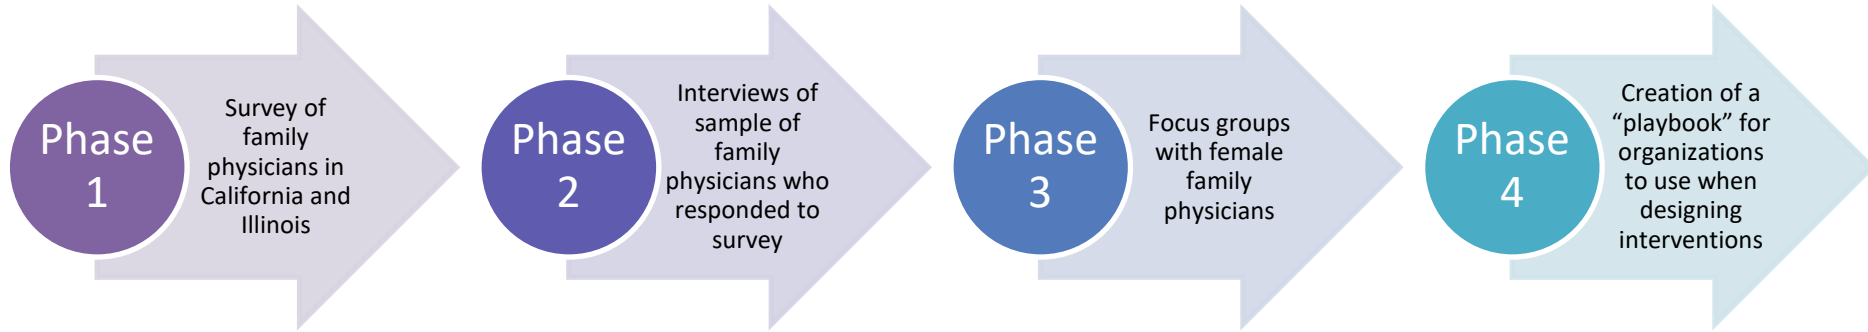 Phase
1
Survey of
family
physicians in
California and
Illinois
Phase
2
Interviews of
sample of
family
physicians who
responded to
survey
Phase
3
Focus groups
with female
family
physicians
Phase
4
Creation of a
“playbook” for
organizations
to use when
designing
interventions